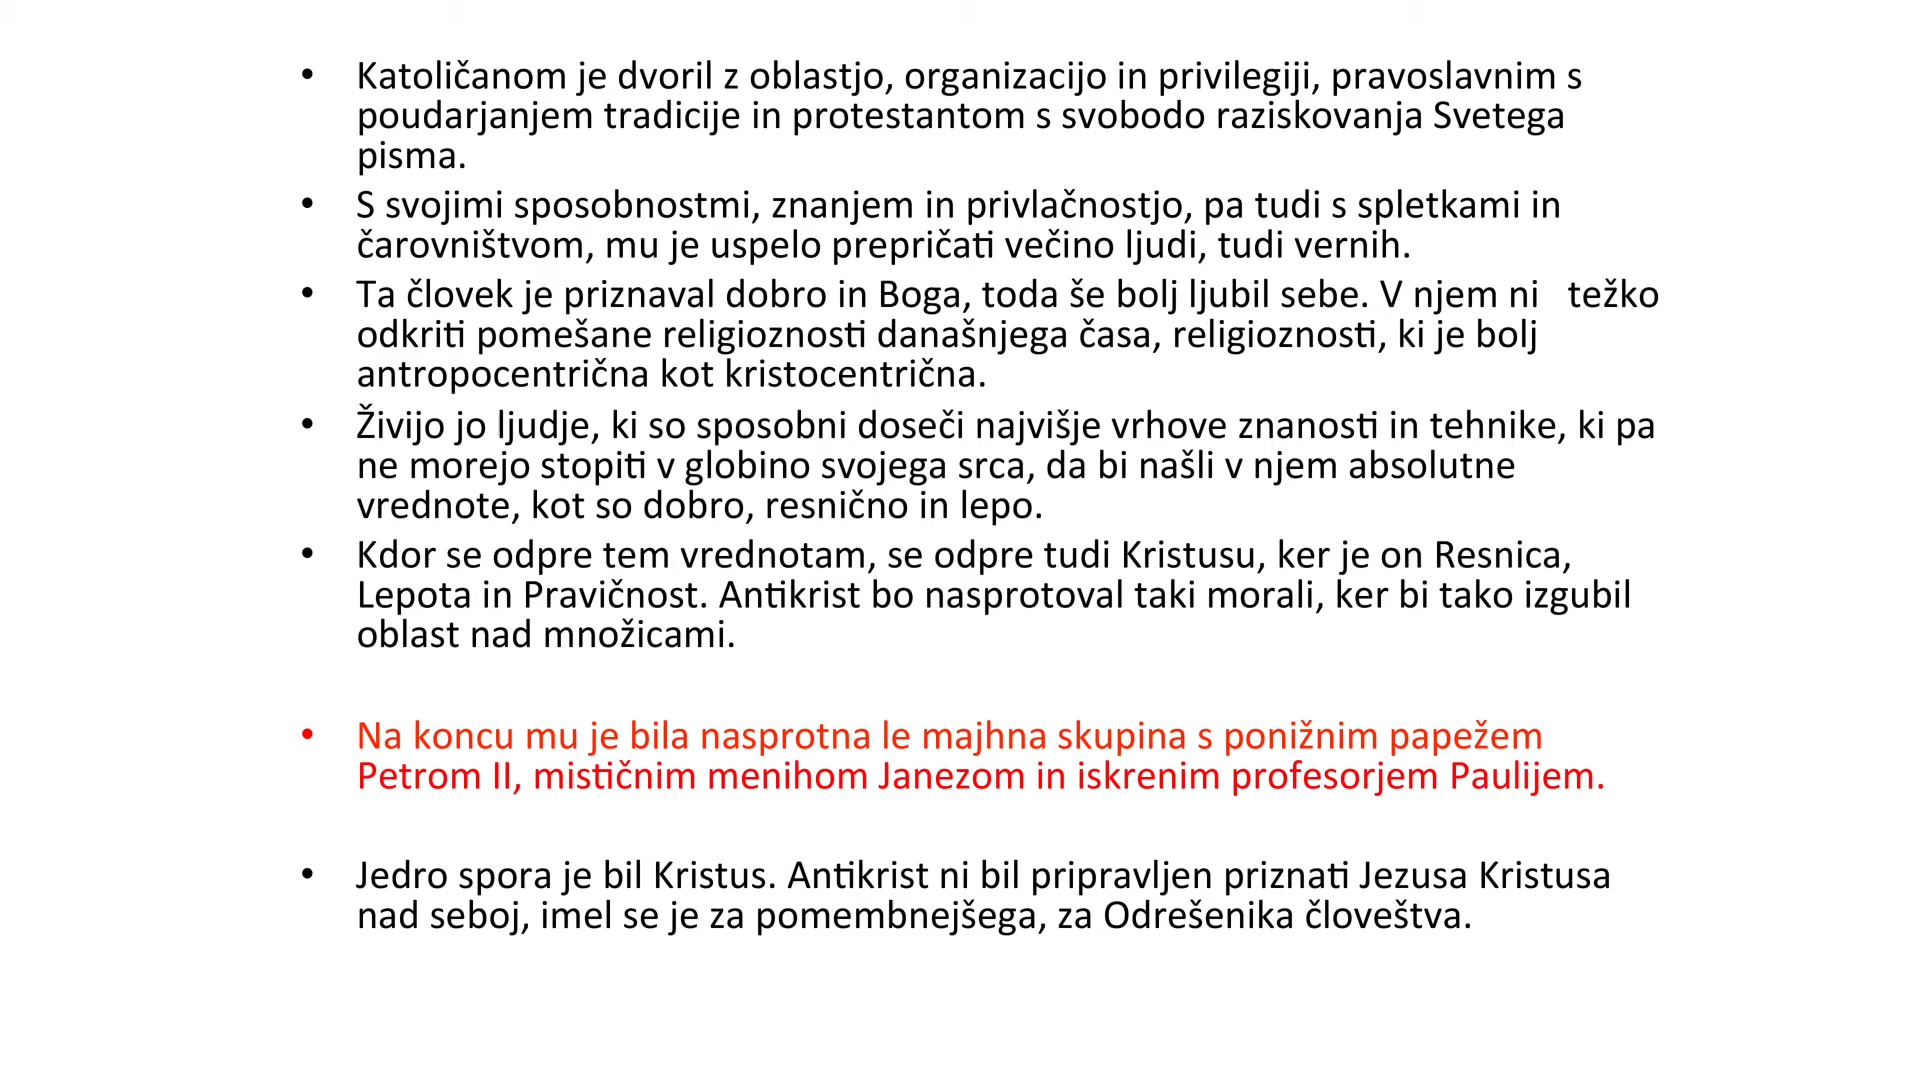 • Katoličanom je dvoril z oblastjo, organizacijo in privilegiji, pravoslavnim s
poudarjanjem tradicije in protestantom s svobodo raziskovanja Svetega
pisma.
• S svojimi sposobnostmi, znanjem in privlačnostjo, pa tudi s spletkami in
čarovništvom, mu je uspelo prepričati večino ljudi, tudi vernih.
• Ta človek je priznaval dobro in Boga, toda še bolj ljubil sebe. V njem ni težko
odkriti pomešane religioznosti današnjega časa, religioznosti, ki je bolj
antropocentrična kot kristocentrična.
• Živijo jo ljudje, ki so sposobni doseči najvišje vrhove znanosti in tehnike, ki pa
ne morejo stopiti v globino svojega srca, da bi našli v njem absolutne
vrednote, kot so dobro, resnično in lepo.
• Kdor se odpre tem vrednotam, se odpre tudi Kristusu, ker je on Resnica,
Lepota in Pravičnost. Antikrist bo nasprotoval taki morali, ker bi tako izgubil
oblast nad množicami.
• Na koncu mu je bila nasprotna le majhna skupina s ponižnim papežem
Petrom II, mističnim menihom Janezom in iskrenim profesorjem Paulijem.
• Jedro spora je bil Kristus. Antikrist ni bil pripravljen priznati Jezusa Kristusa
nad seboj, imel se je za pomembnejšega, za Odrešenika človeštva.